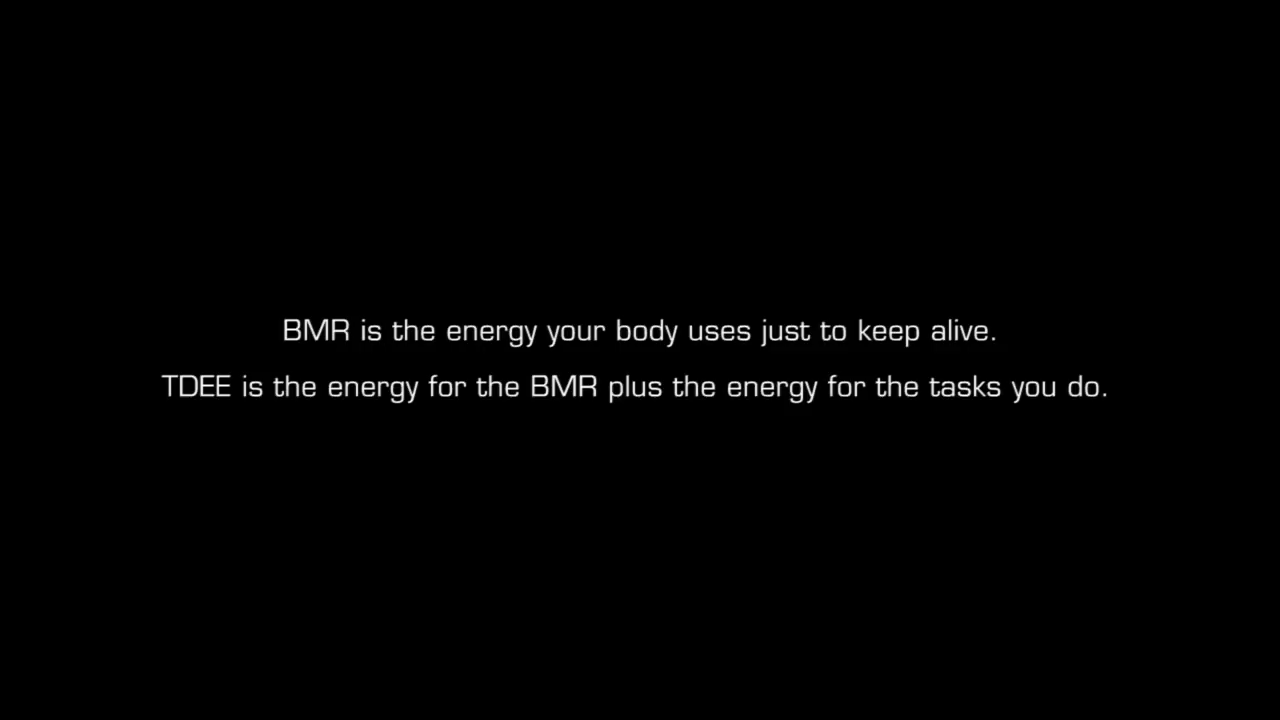 BMR is the energy your body uses just to keep alive.
TDEE is the energy for the BMR plus the energy for the tasks you do.